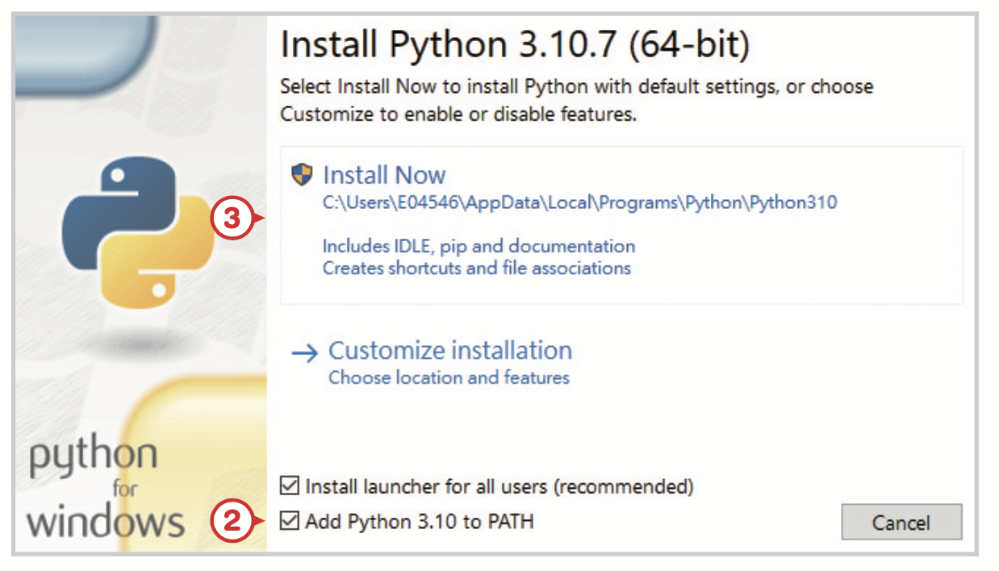 Install Python 3.10.7 (64-bit)
Select Install Now to install Python with default settings, or choose
Customize to enable or disable features.
Install Now
C:\Users\E04546\AppData\Local\Programs\Python\Python310
3
Includes IDLE, pip and documentation
Creates shortcuts and file associations
→ Customize installation
Choose location and features
python
for
windows
Install launcher for all users (recommended)
2
Add Python 3.10 to PATH
Cancel